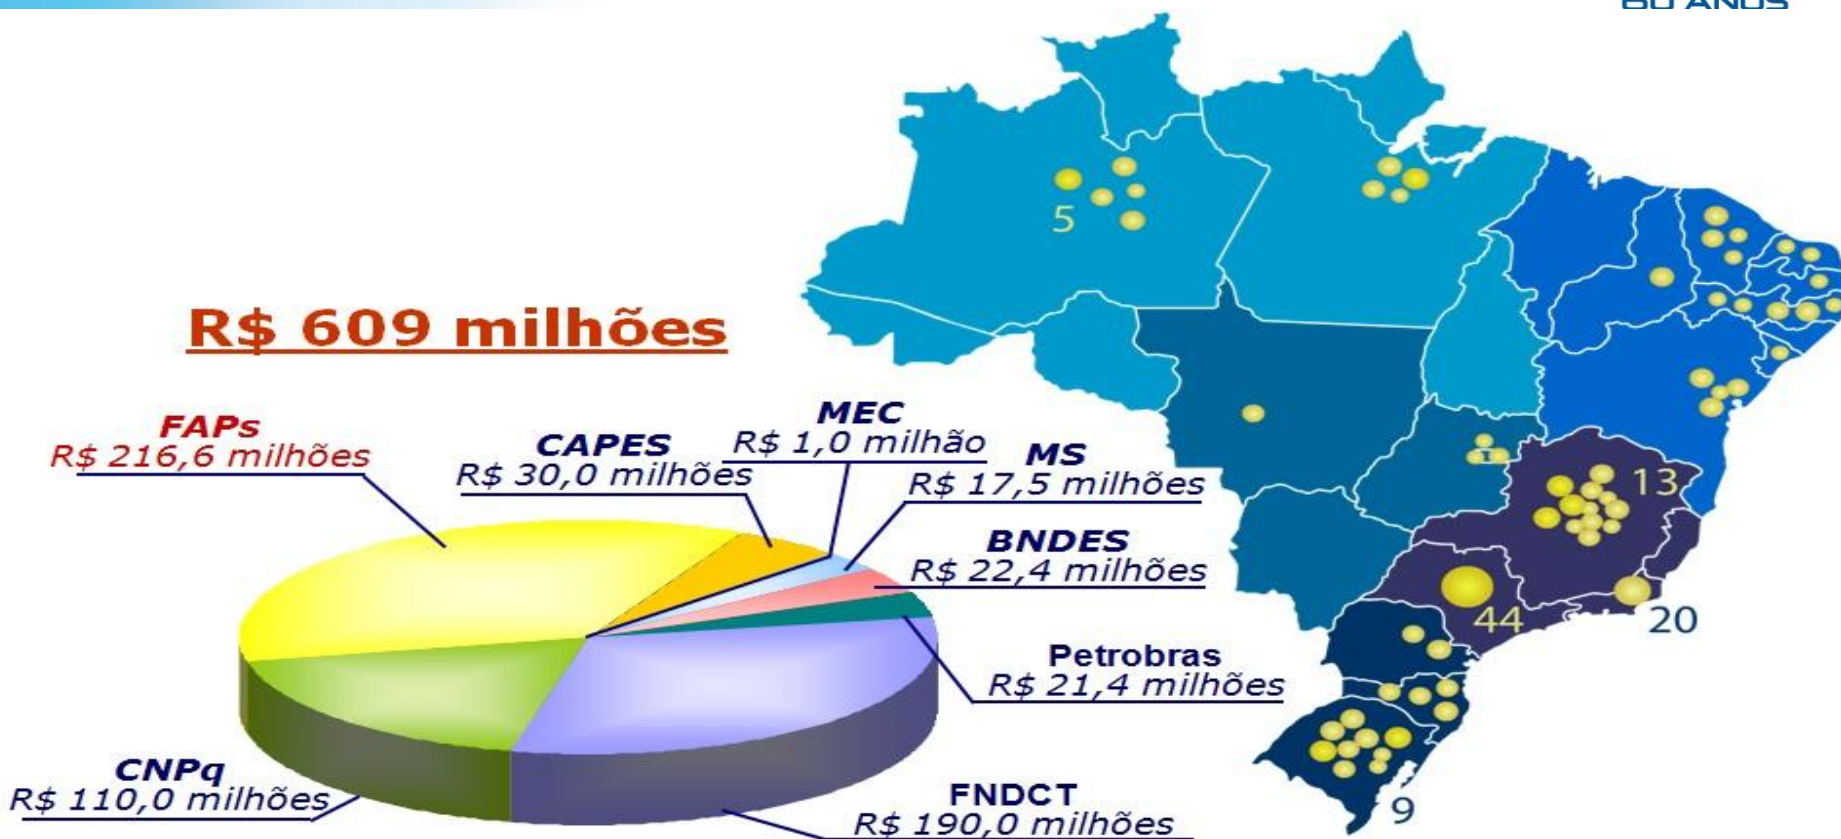 60 ANOS
R$ 609 milhões
FAPs
R$ 216,6 milhões
CAPES
R$ 30,0 milhões
MEC
R$ 1,0 milhão
MS
R$ 17,5 milhões
BNDES
R$ 22,4 milhões
Petrobras
R$ 21,4 milhões
FNDCT
R$ 190,0 milhões
CNPq
R$ 110,0 milhões
5
13
44
20
9